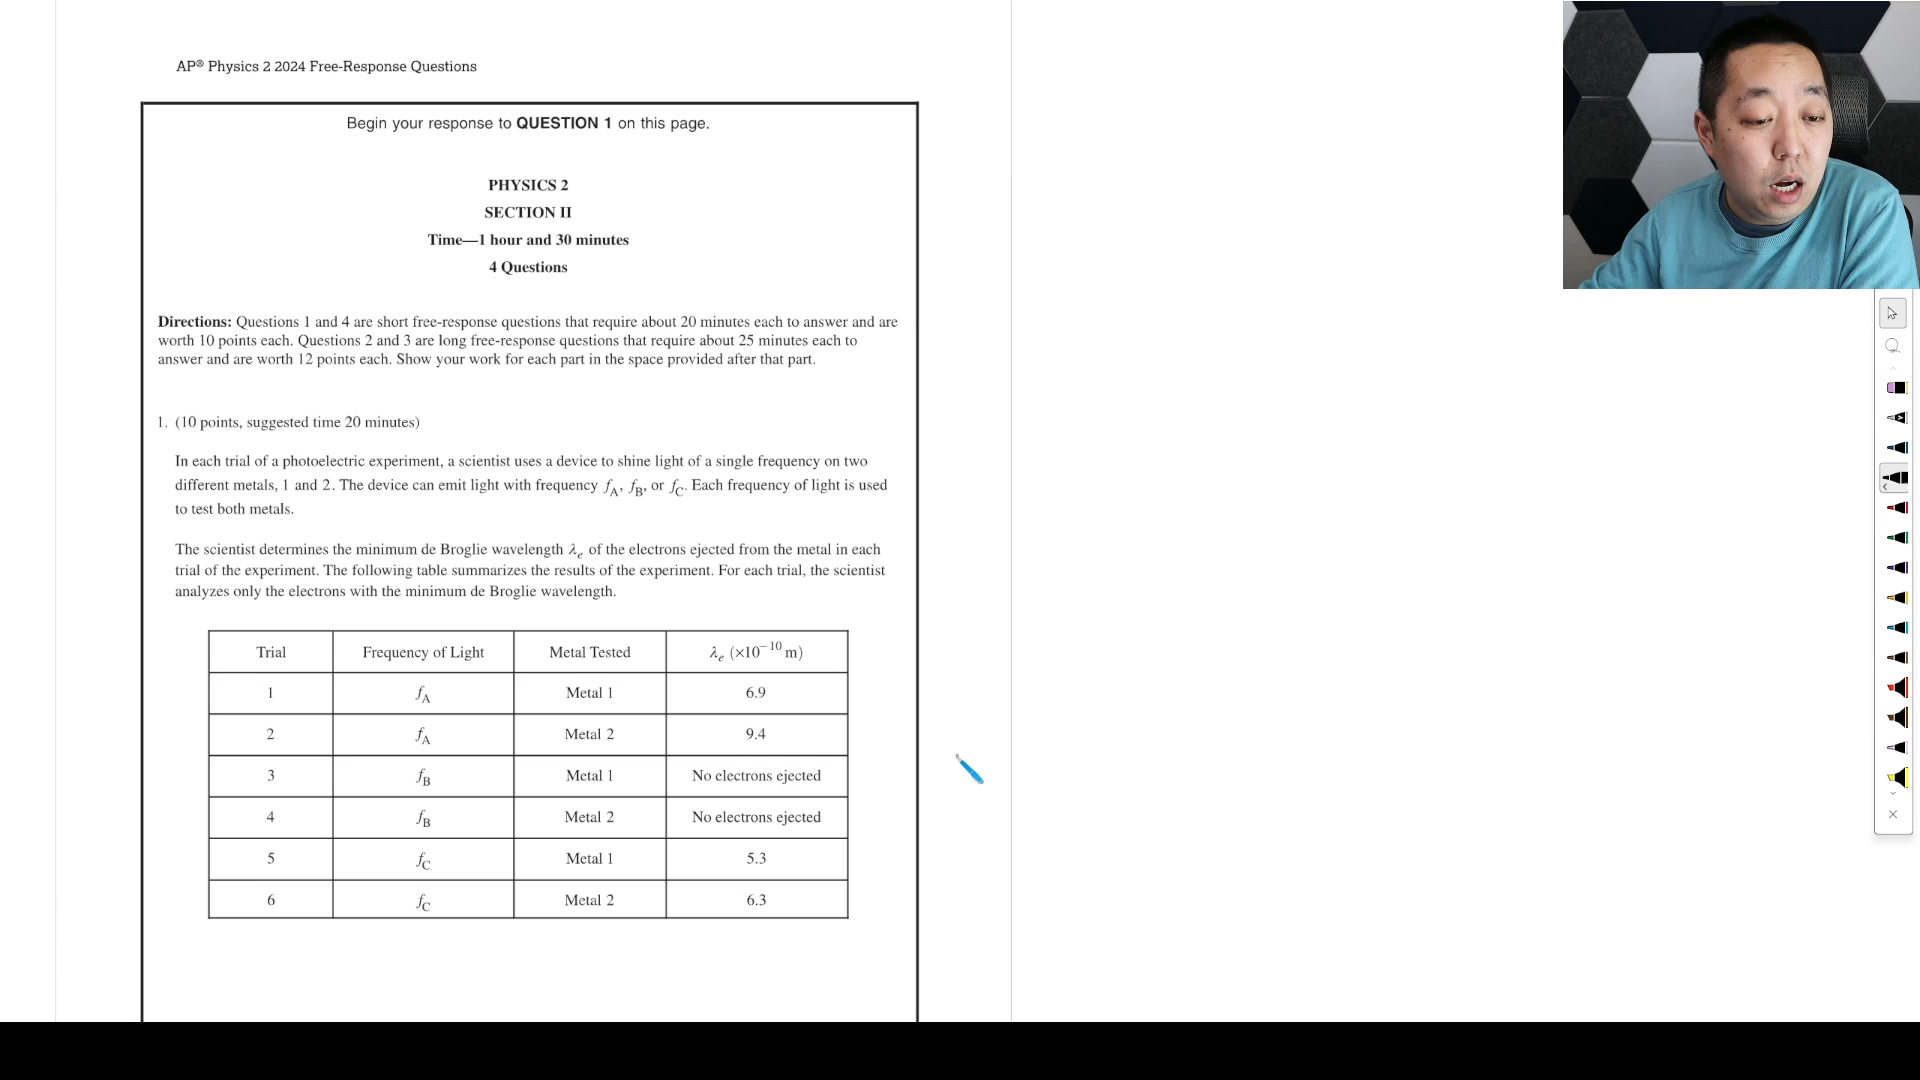 AP® Physics 2 2024 Free-Response Questions
Begin your response to QUESTION 1 on this page.
PHYSICS 2
SECTION II
Time—1 hour and 30 minutes
4 Questions
Directions: Questions 1 and 4 are short free-response questions that require about 20 minutes each to answer and are
worth 10 points each. Questions 2 and 3 are long free-response questions that require about 25 minutes each to
answer and are worth 12 points each. Show your work for each part in the space provided after that part.
1. (10 points, suggested time 20 minutes)
In each trial of a photoelectric experiment, a scientist uses a device to shine light of a single frequency on two
different metals, 1 and 2. The device can emit light with frequency f_A, f_B, or f_C. Each frequency of light is used
to test both metals.
The scientist determines the minimum de Broglie wavelength λ_e of the electrons ejected from the metal in each
trial of the experiment. The following table summarizes the results of the experiment. For each trial, the scientist
analyzes only the electrons with the minimum de Broglie wavelength.
Trial Frequency of Light Metal Tested λ_e (×10⁻¹⁰ m)
1 f_A Metal 1 6.9
2 f_A Metal 2 9.4
3 f_B Metal 1 No electrons ejected
4 f_B Metal 2 No electrons ejected
5 f_C Metal 1 5.3
6 f_C Metal 2 6.3